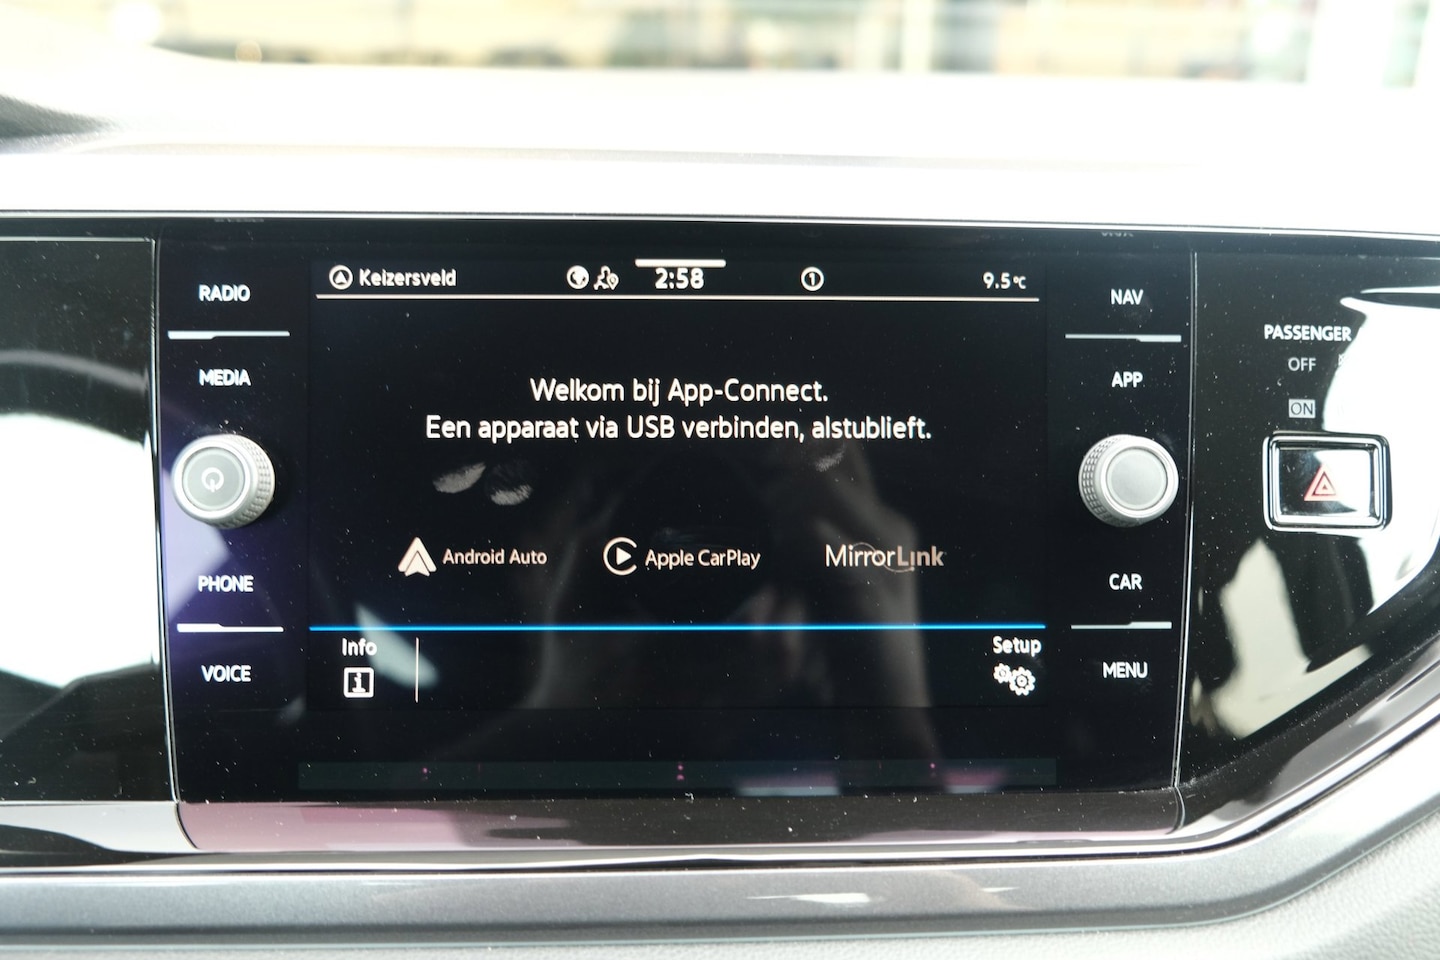 Keizersveld 2:58 1 9.5°C
RADIO
MEDIA
PHONE
VOICE
Welkom bij App-Connect.
Een apparaat via USB verbinden, alstublieft.
Android Auto Apple CarPlay MirrorLink
Info
Setup
NAV
APP
CAR
MENU
PASSENGER
OFF
ON